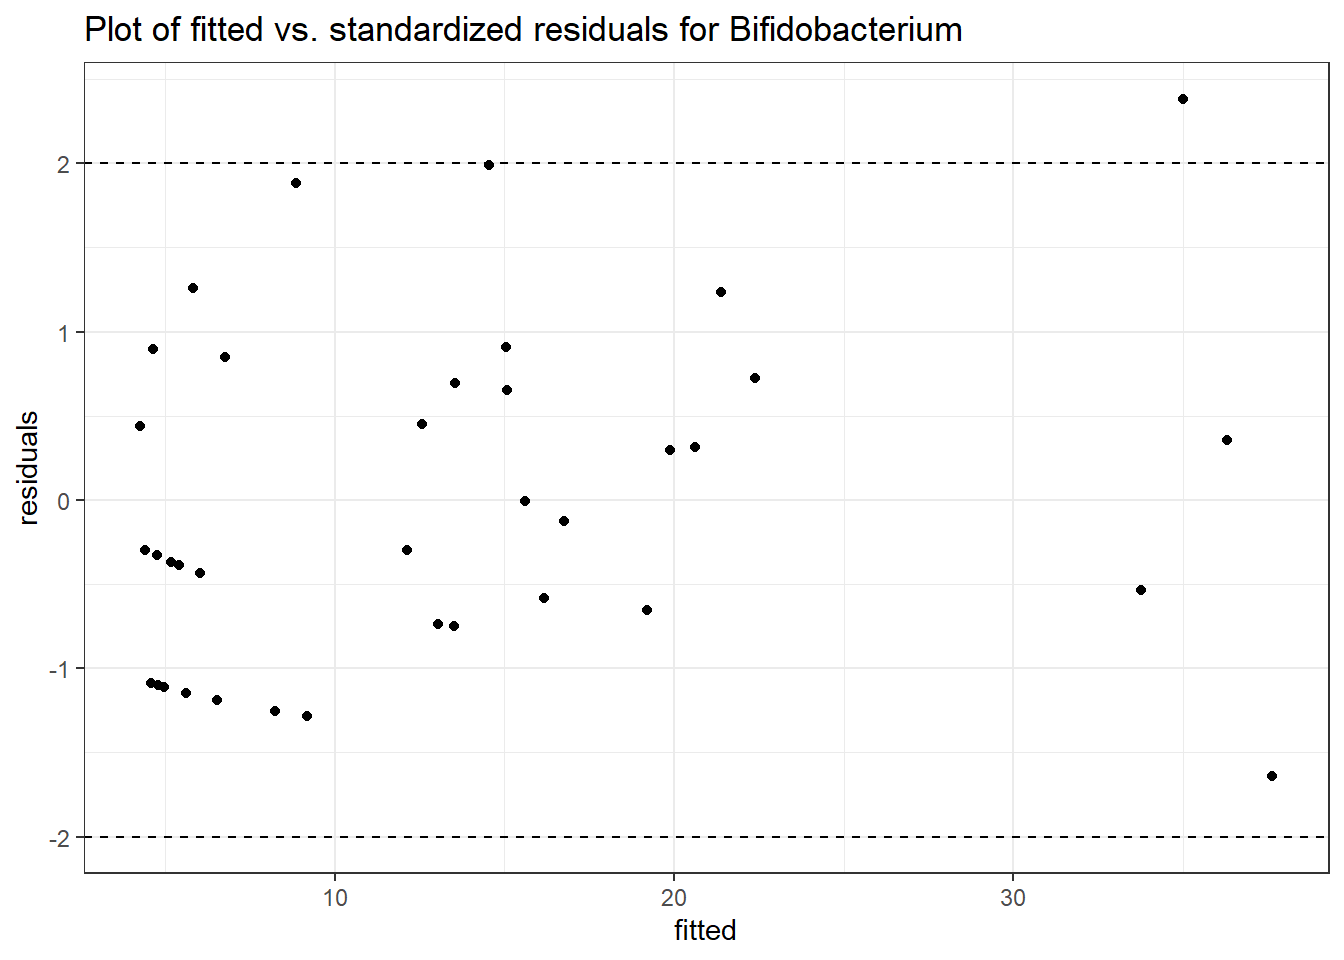 Plot of fitted vs. standardized residuals for Bifidobacterium
residuals
2
1
0
-1
-2
10 20 30
fitted